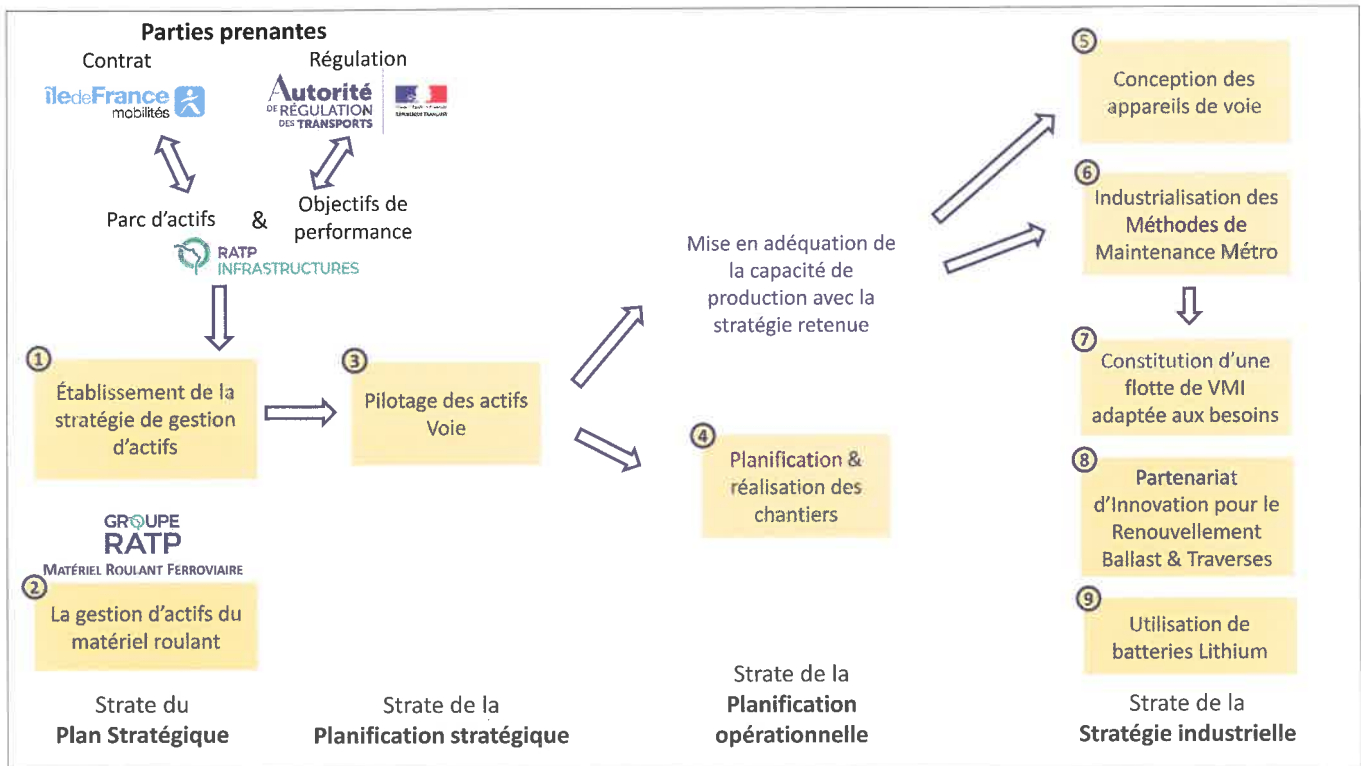 Parties prenantes
Contrat
Régulation
îledeFrance
mobilités
Autorité
DE RÉGULATION
DES TRANSPORTS
RÉPUBLIQUE FRANÇAISE
Parc d'actifs
&
Objectifs de
performance
RATP
INFRASTRUCTURES
1
Établissement de la
stratégie de gestion
d'actifs
GROUPE
RATP
MATÉRIEL ROULANT FERROVIAIRE
2
La gestion d'actifs du
matériel roulant
Strate du
Plan Stratégique
3
Pilotage des actifs
Voie
Strate de la
Planification stratégique
Mise en adéquation de
la capacité de
production avec la
stratégie retenue
4
Planification &
réalisation des
chantiers
Strate de la
Planification
opérationnelle
5
Conception des
appareils de voie
6
Industrialisation des
Méthodes de
Maintenance Métro
7
Constitution d'une
flotte de VMI
adaptée aux besoins
8
Partenariat
d'Innovation pour le
Renouvellement
Ballast & Traverses
9
Utilisation de
batteries Lithium
Strate de la
Stratégie industrielle